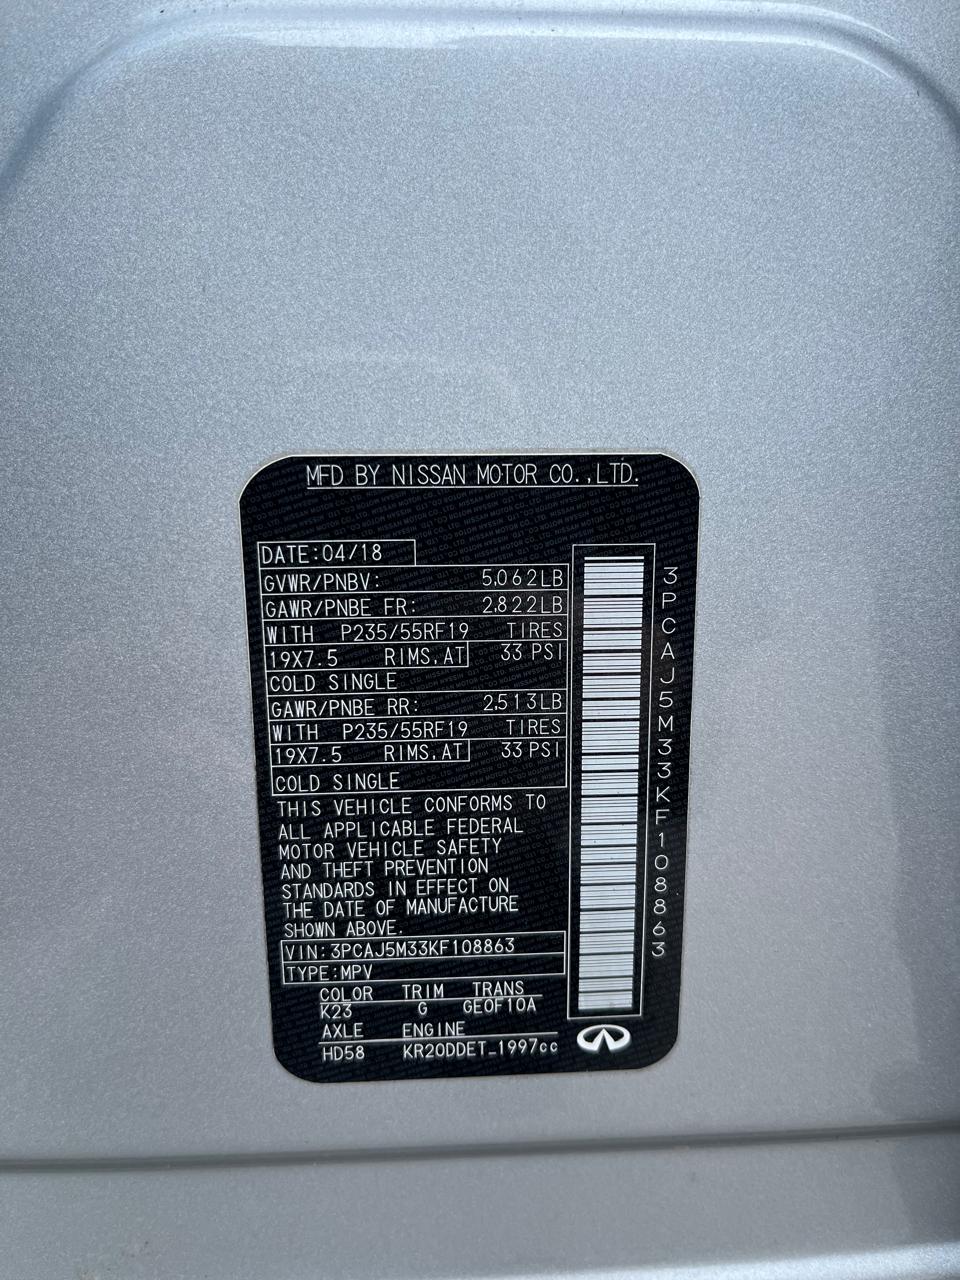 MFD BY NISSAN MOTOR CO.,LTD.
DATE:04/18
GVWR/PNBV: 5,062LB
GAWR/PNBE FR: 2,822LB
WITH P235/55RF19 TIRES
19X7.5 RIMS,AT 33 PSI
COLD SINGLE
GAWR/PNBE RR: 2,513LB
WITH P235/55RF19 TIRES
19X7.5 RIMS,AT 33 PSI
COLD SINGLE
THIS VEHICLE CONFORMS TO
ALL APPLICABLE FEDERAL
MOTOR VEHICLE SAFETY
AND THEFT PREVENTION
STANDARDS IN EFFECT ON
THE DATE OF MANUFACTURE
SHOWN ABOVE.
VIN:3PCAJ5M33KF108863
TYPE:MPV
COLOR TRIM TRANS
K23 G GE0F10A
AXLE ENGINE
HD58 KR20DDET_1997cc
3PCAJ5M33KF108863